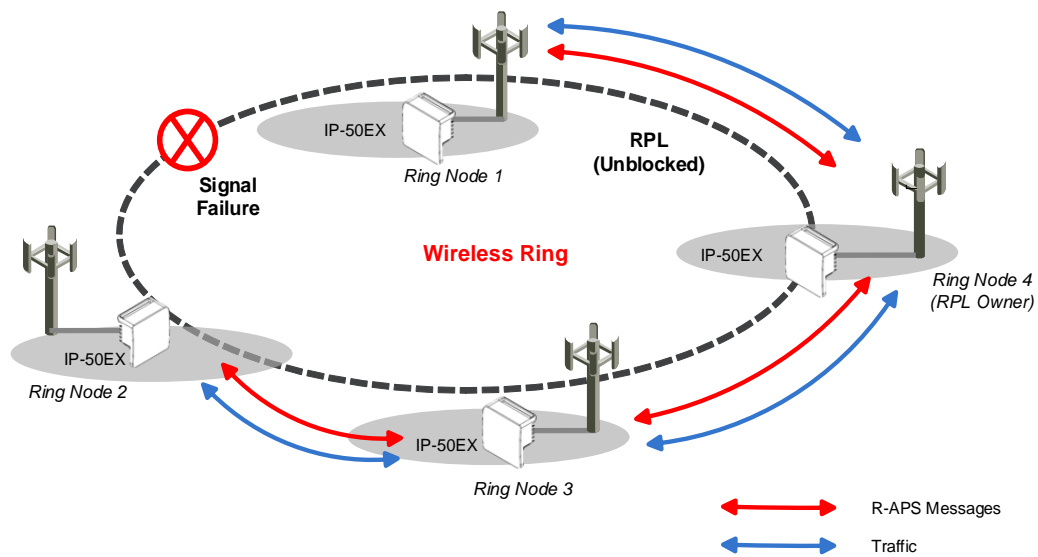 IP-50EX
Ring Node 1
RPL
(Unblocked)
Signal
Failure
Wireless Ring
IP-50EX
Ring Node 4
(RPL Owner)
IP-50EX
Ring Node 2
IP-50EX
Ring Node 3
R-APS Messages
Traffic